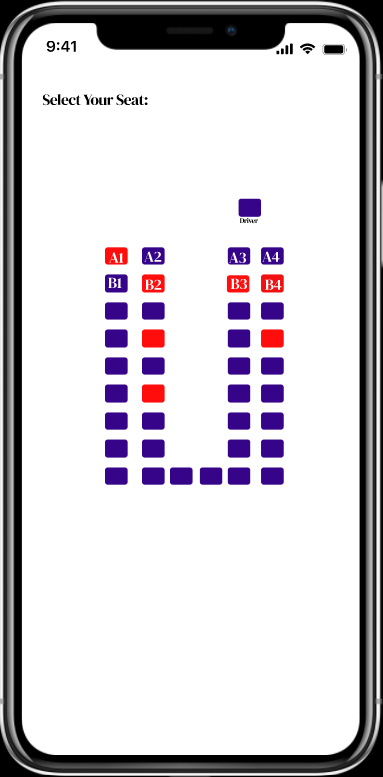 9:41
Select Your Seat:
Driver
A1 A2 A3 A4
B1 B2 B3 B4